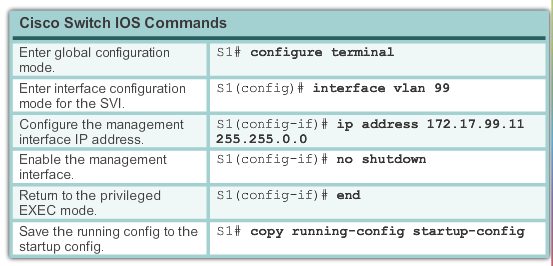 Cisco Switch IOS Commands
Enter global configuration
mode.
S1# configure terminal
Enter interface configuration
mode for the SVI.
S1(config)# interface vlan 99
Configure the management
interface IP address.
S1(config-if)# ip address 172.17.99.11
255.255.0.0
Enable the management
interface.
S1(config-if)# no shutdown
Return to the privileged
EXEC mode.
S1(config-if)# end
Save the running config to the
startup config.
S1# copy running-config startup-config